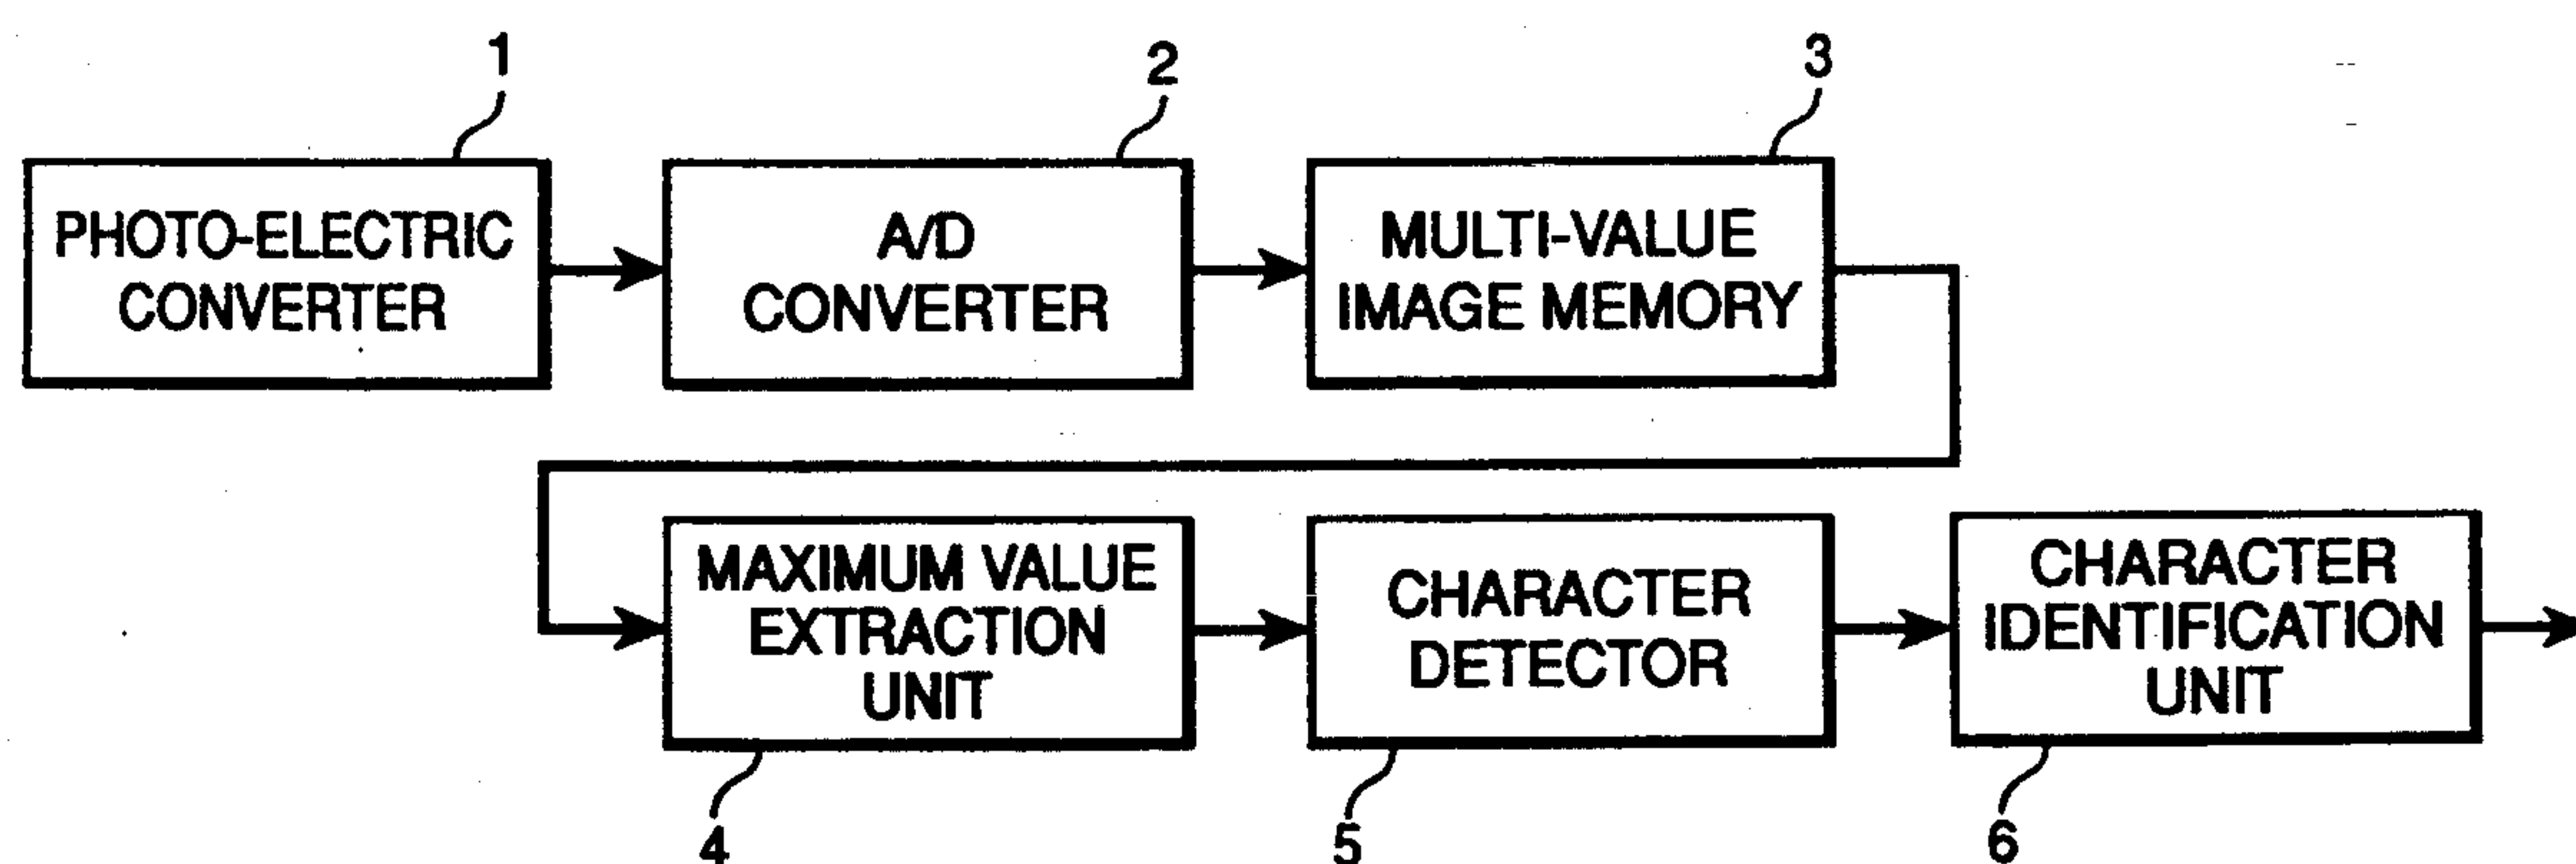 1
2
3
PHOTO-ELECTRIC
CONVERTER
A/D
CONVERTER
MULTI-VALUE
IMAGE MEMORY
MAXIMUM VALUE
EXTRACTION
UNIT
CHARACTER
DETECTOR
CHARACTER
IDENTIFICATION
UNIT
4
5
6